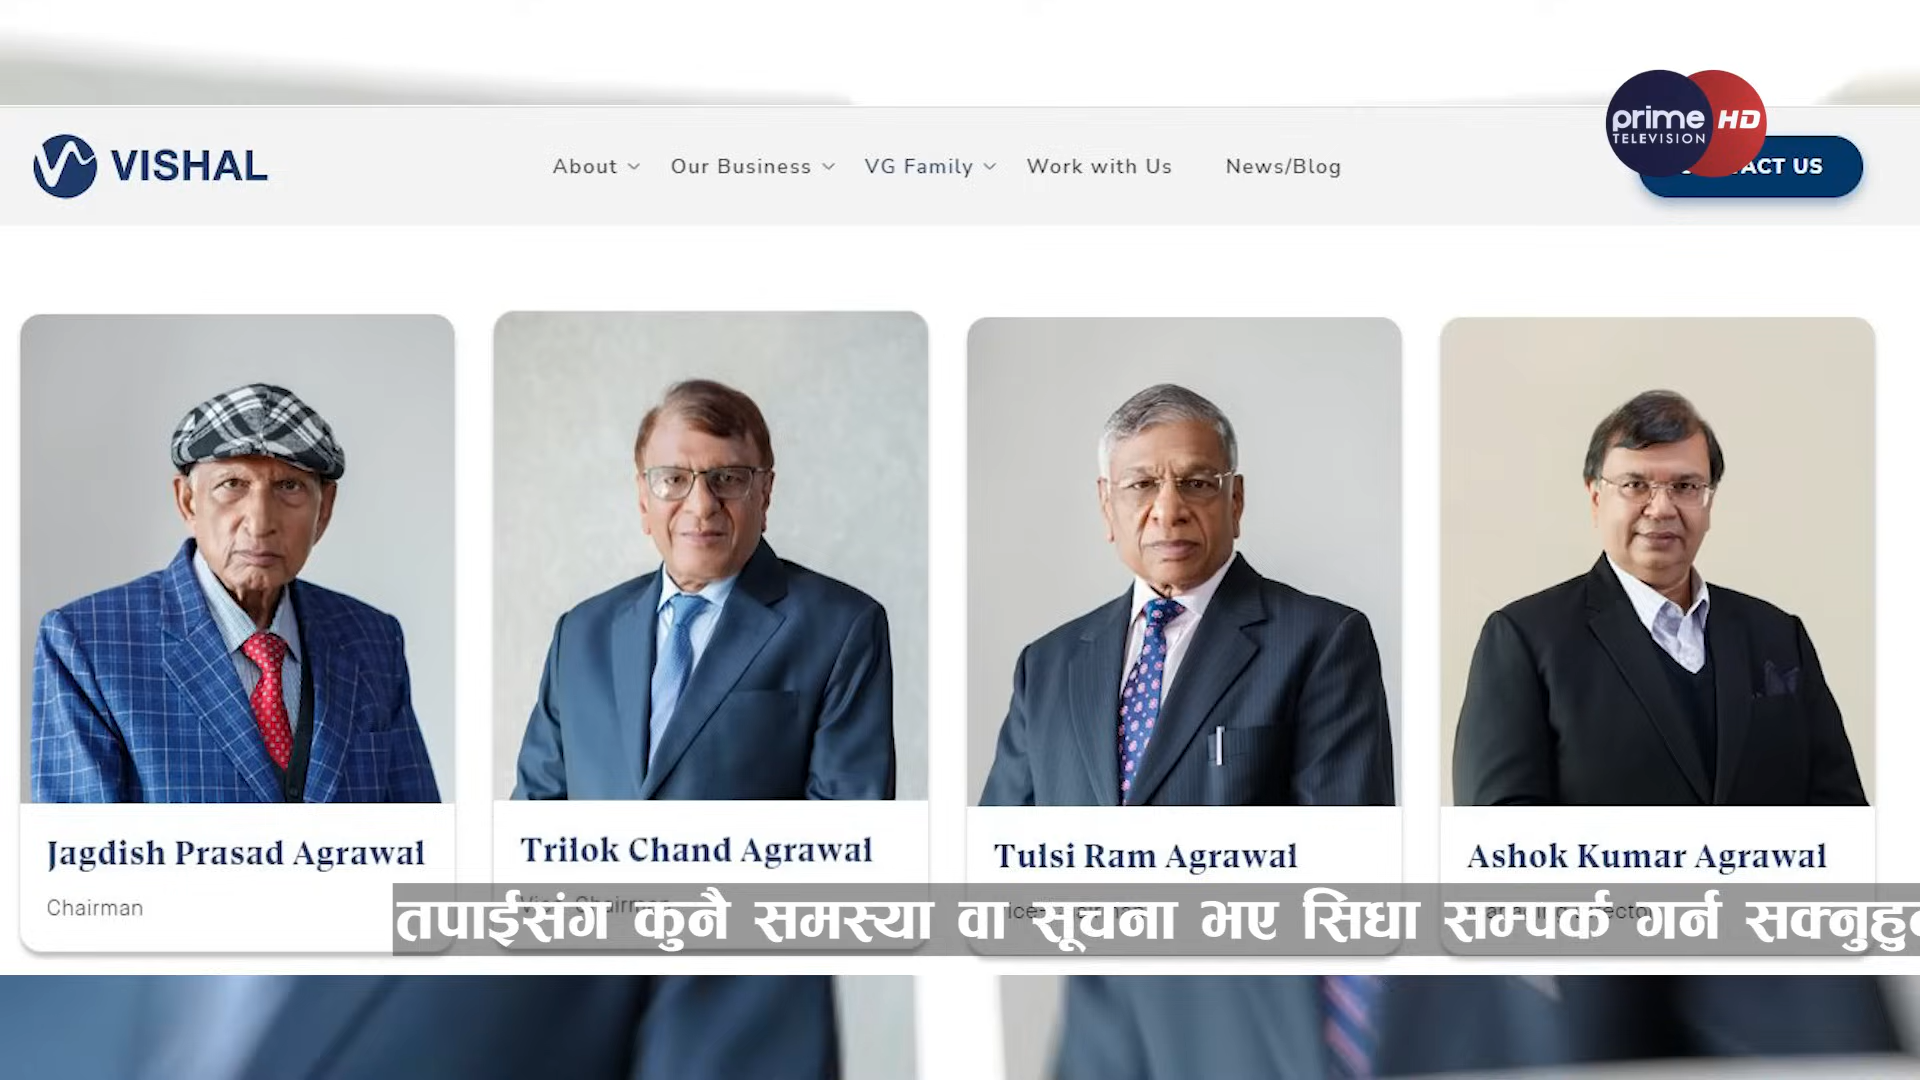 prime HD
TELEVISION
VISHAL
About
Our Business
VG Family
Work with Us
News/Blog
ACT US
Jagdish Prasad Agrawal
Chairman
Trilok Chand Agrawal
Tulsi Ram Agrawal
Ashok Kumar Agrawal
तपाईसंग कुनै समस्या वा सूचना भए सिधा सम्पर्क गर्न